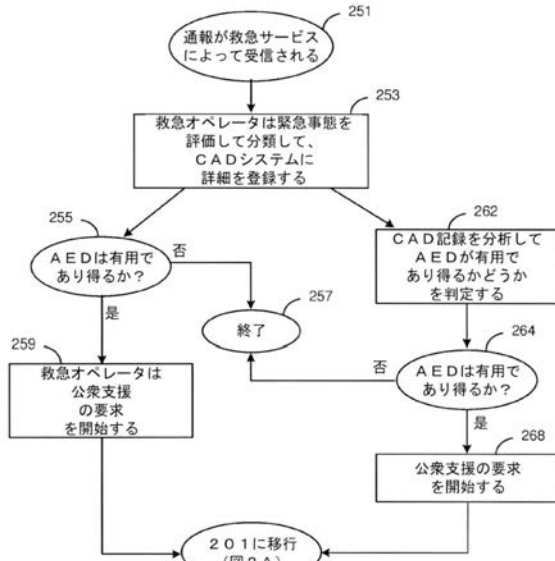 251
通報が救急サービス
によって受信される
253
救急オペレータは緊急事態を
評価して分類して、
CADシステムに
詳細を登録する
255
AEDは有用で
あり得るか?
否
是
262
CAD記録を分析して
AEDが有用で
あり得るかどうか
を判定する
257
終了
264
AEDは有用で
あり得るか?
否
是
259
救急オペレータは
公衆支援
の要求
を開始する
268
公衆支援の要求
を開始する
201に移行
(図2A)